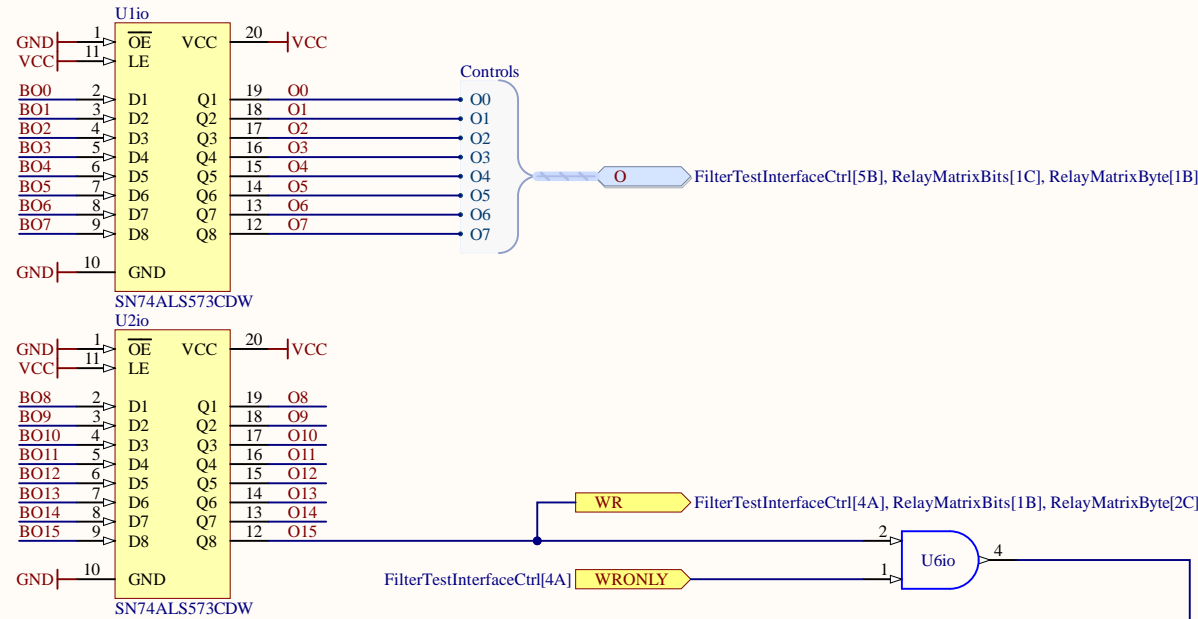 U1io
GND 1 OE VCC 20 VCC
VCC 11 LE
Controls
BO0 2 D1 Q1 19 O0 O0
BO1 3 D2 Q2 18 O1 O1
BO2 4 D3 Q3 17 O2 O2
BO3 5 D4 Q4 16 O3 O3
BO4 6 D5 Q5 15 O4 O4 O FilterTestInterfaceCtrl[5B], RelayMatrixBits[1C], RelayMatrixByte[1B]
BO5 7 D6 Q6 14 O5 O5
BO6 8 D7 Q7 13 O6 O6
BO7 9 D8 Q8 12 O7 O7
GND 10 GND
SN74ALS573CDW
U2io
GND 1 OE VCC 20 VCC
VCC 11 LE
BO8 2 D1 Q1 19 O8
BO9 3 D2 Q2 18 O9
BO10 4 D3 Q3 17 O10
BO11 5 D4 Q4 16 O11
BO12 6 D5 Q5 15 O12
BO13 7 D6 Q6 14 O13
WR FilterTestInterfaceCtrl[4A], RelayMatrixBits[1B], RelayMatrixByte[2C]
BO14 8 D7 Q7 13 O14
BO15 9 D8 Q8 12 O15 2
U6io 4
GND 10 GND FilterTestInterfaceCtrl[4A] WRONLY 1
SN74ALS573CDW